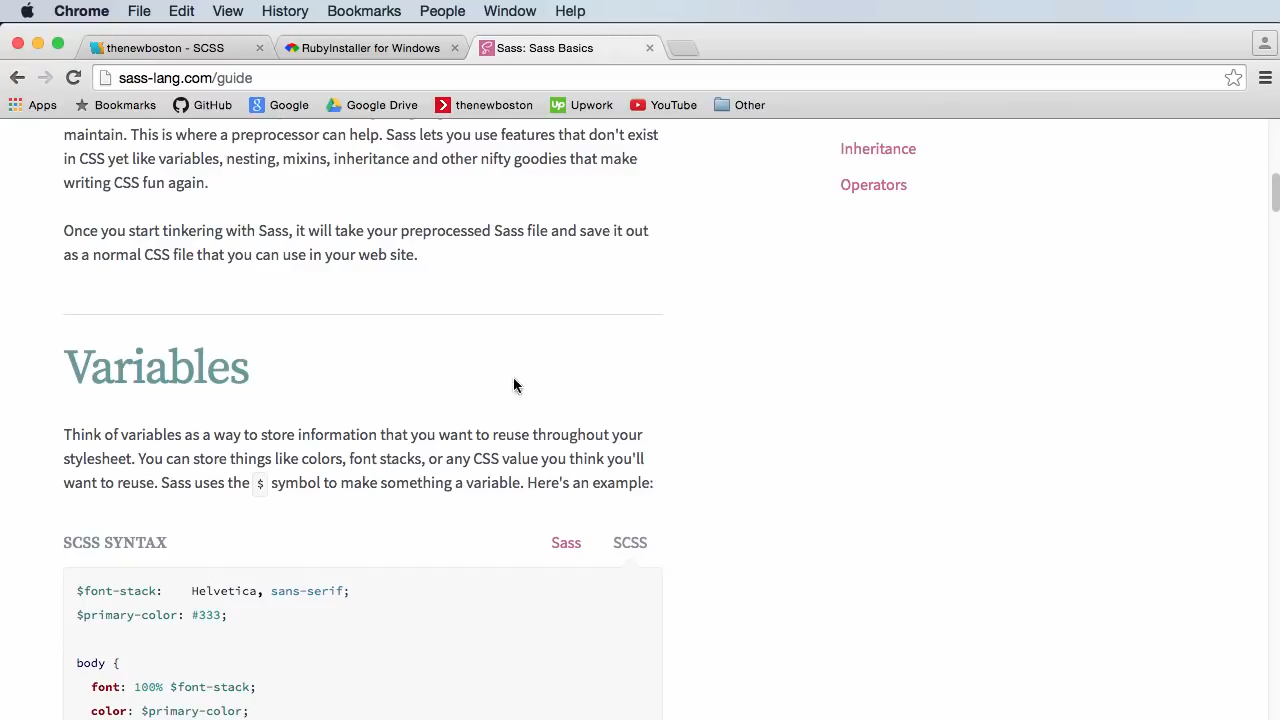 Chrome File Edit View History Bookmarks People Window Help
thenewboston - SCSS
RubyInstaller for Windows
Sass: Sass Basics
sass-lang.com/guide
Apps Bookmarks GitHub Google Google Drive thenewboston Upwork YouTube Other
maintain. This is where a preprocessor can help. Sass lets you use features that don't exist
in CSS yet like variables, nesting, mixins, inheritance and other nifty goodies that make
writing CSS fun again.
Once you start tinkering with Sass, it will take your preprocessed Sass file and save it out
as a normal CSS file that you can use in your web site.
Inheritance
Operators
Variables
Think of variables as a way to store information that you want to reuse throughout your
stylesheet. You can store things like colors, font stacks, or any CSS value you think you'll
want to reuse. Sass uses the $ symbol to make something a variable. Here's an example:
SCSS SYNTAX Sass SCSS
$font-stack: Helvetica, sans-serif;
$primary-color: #333;
body {
font: 100% $font-stack;
color: $primary-color;